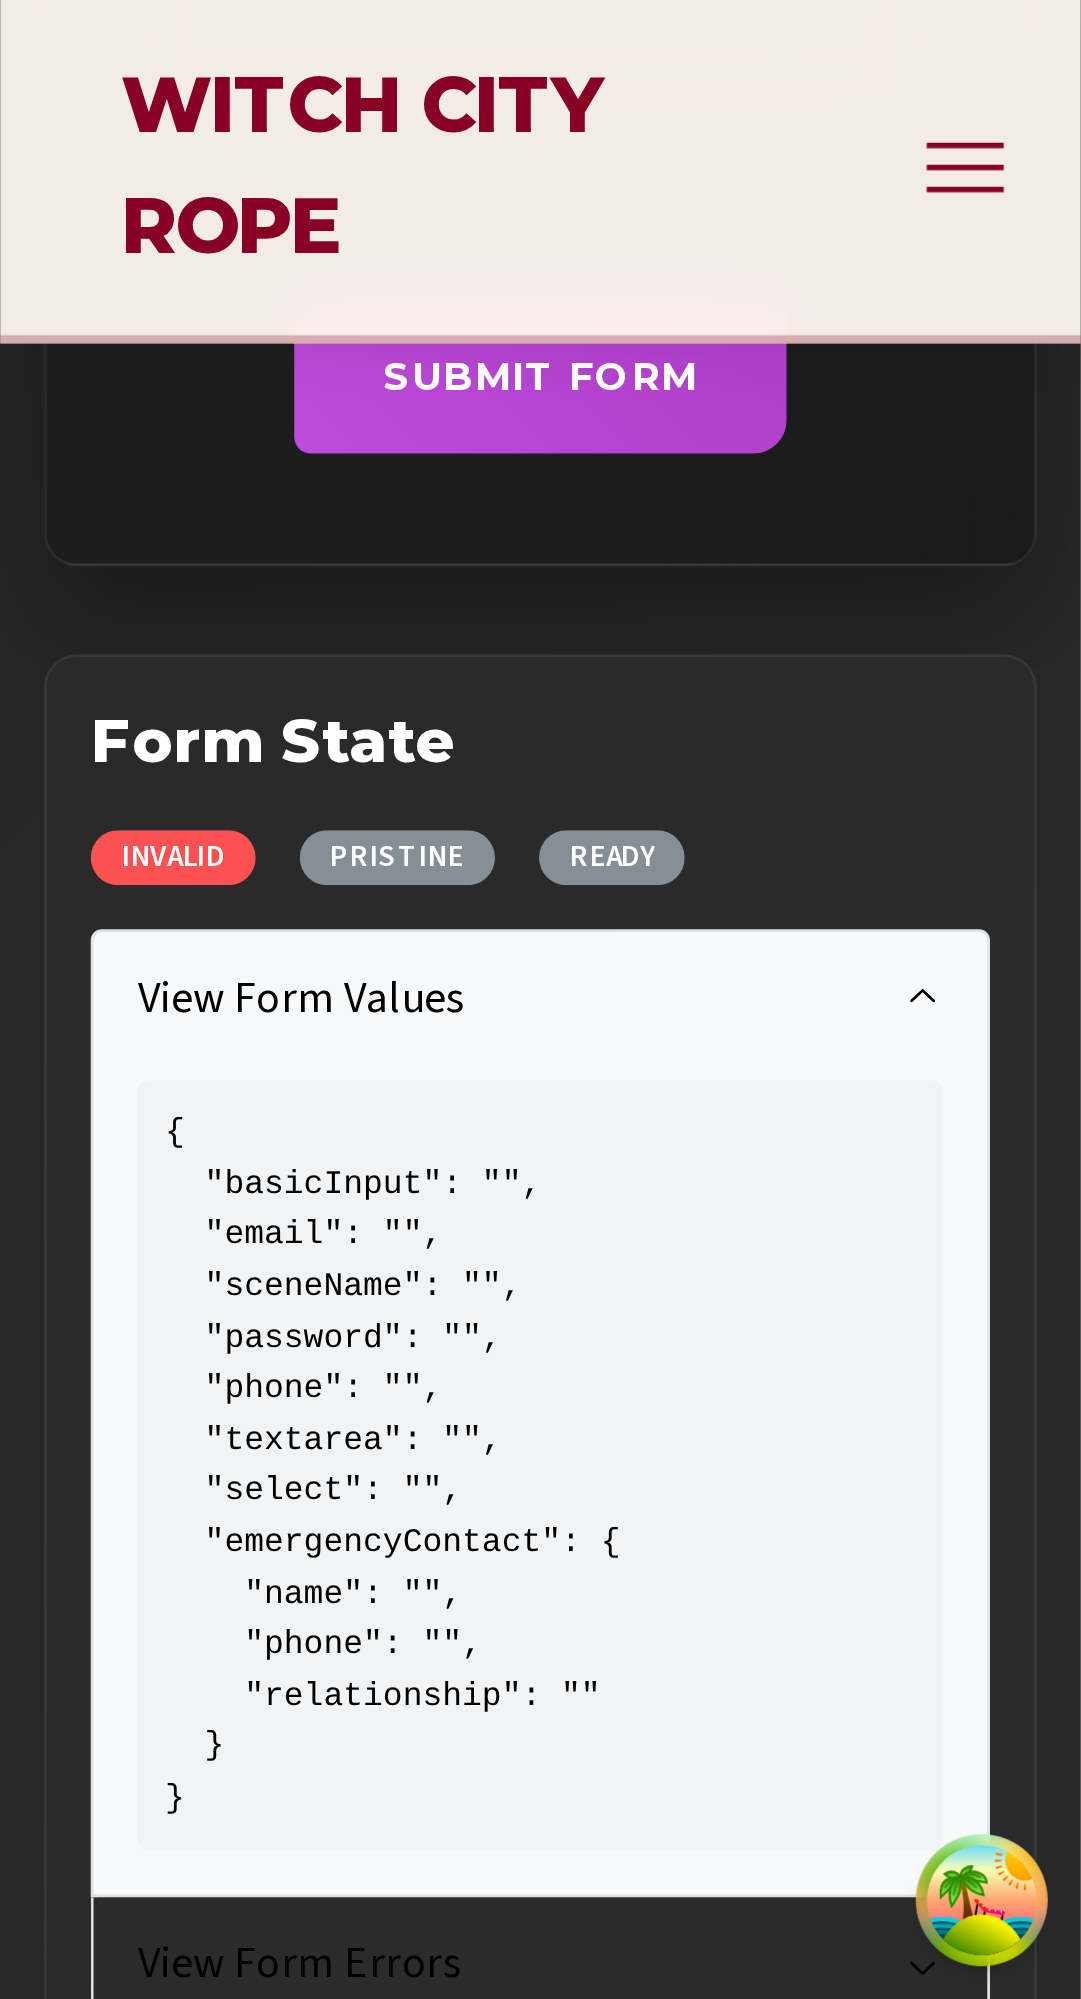 WITCH CITY
ROPE
SUBMIT FORM
Form State
INVALID PRISTINE READY
View Form Values
{
  "basicInput": "",
  "email": "",
  "sceneName": "",
  "password": "",
  "phone": "",
  "textarea": "",
  "select": "",
  "emergencyContact": {
    "name": "",
    "phone": "",
    "relationship": ""
  }
}
View Form Errors